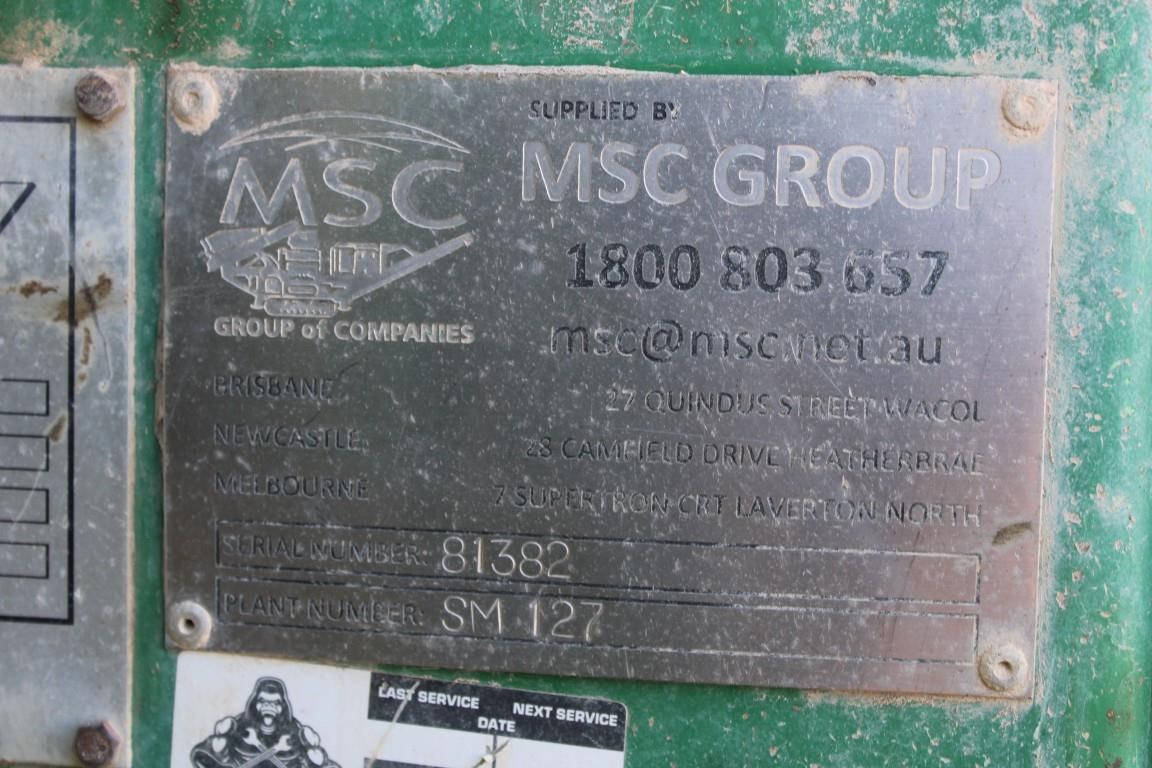 MSC
GROUP of COMPANIES
SUPPLIED BY
MSC GROUP
1800 803 657
msc@msc.net.au
BRISBANE 27 QUINDUS STREET WACOL
NEWCASTLE 28 CAMFIELD DRIVE HEATHERBRAE
MELBOURNE 7 SUPERTRON CRT LAVERTON NORTH
SERIAL NUMBER: 81382
PLANT NUMBER: SM 127
LAST SERVICE NEXT SERVICE
DATE